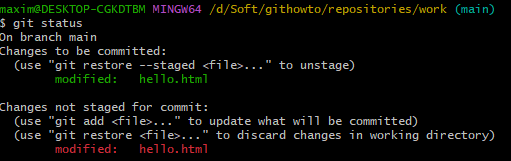 maxim@DESKTOP-CGKDTBM MINGW64 /d/Soft/githowto/repositories/work (main)
$ git status
On branch main
Changes to be committed:
  (use "git restore --staged <file>..." to unstage)
        modified:   hello.html

Changes not staged for commit:
  (use "git add <file>..." to update what will be committed)
  (use "git restore <file>..." to discard changes in working directory)
        modified:   hello.html